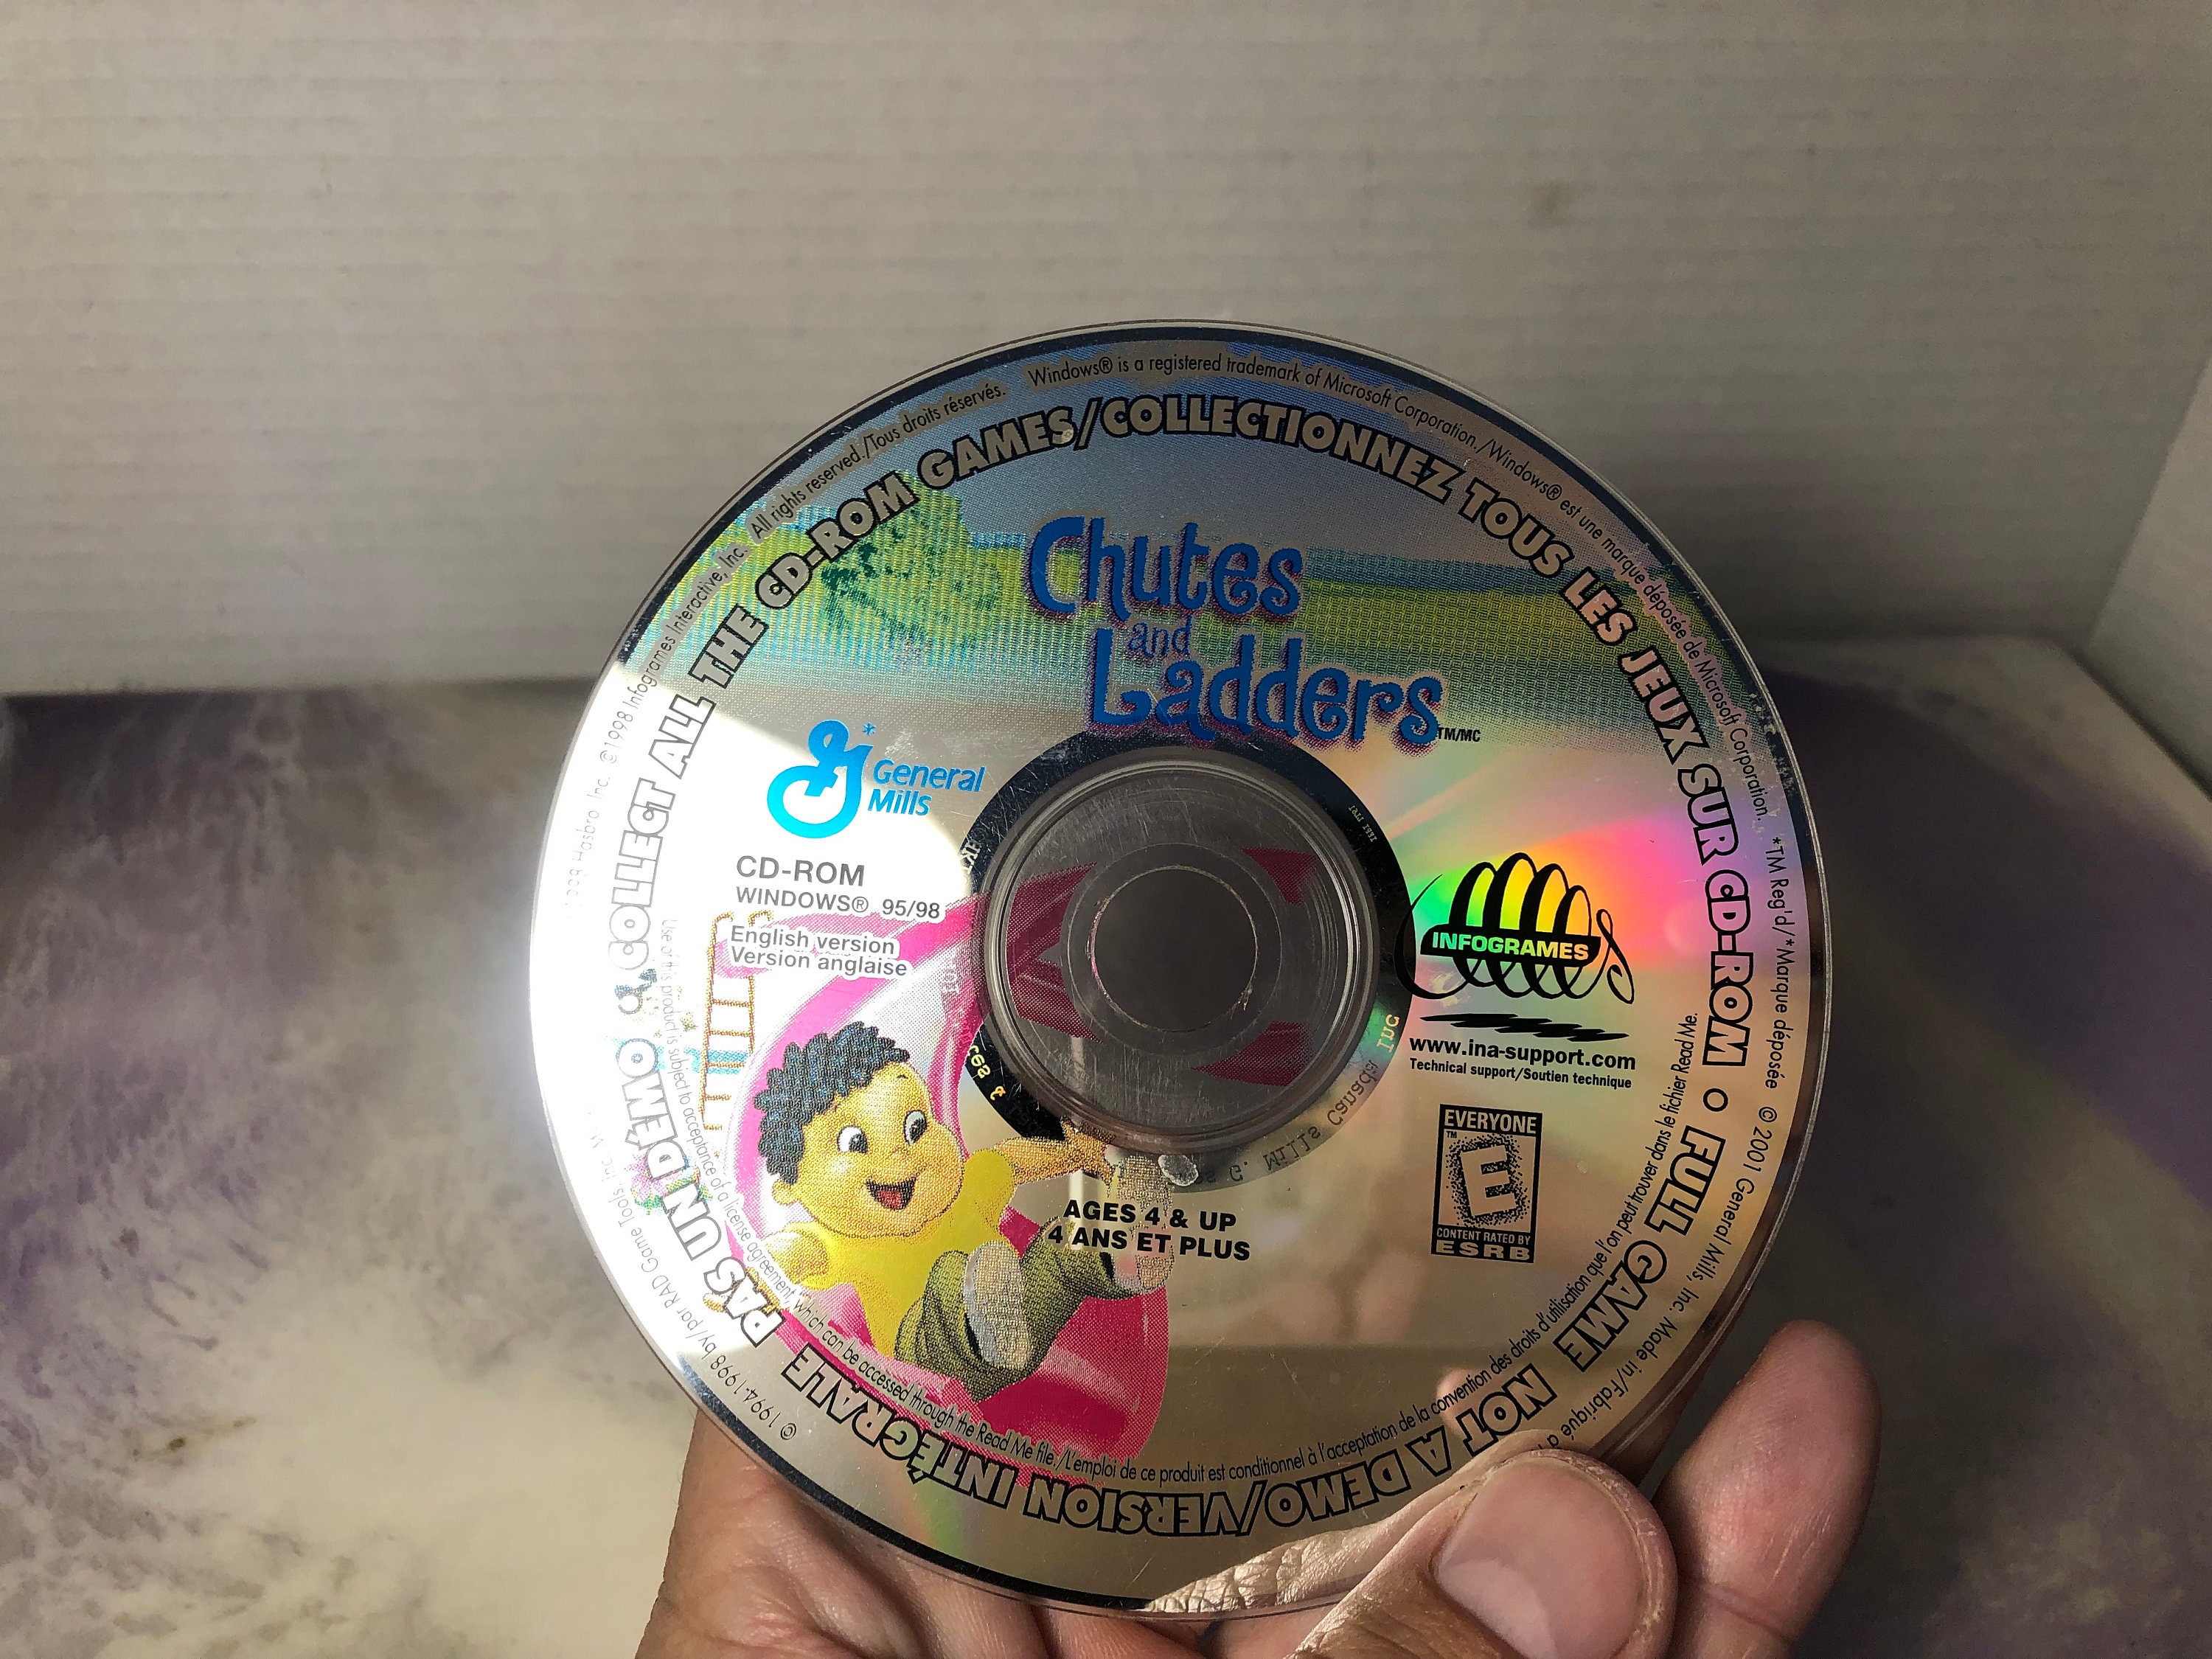 Chutes
and
Ladders
TM/MC
General
Mills
*
CD-ROM
WINDOWS® 95/98
English version
Version anglaise
INFOGRAMES
www.ina-support.com
Technical support/Soutien technique
EVERYONE
TM
E
CONTENT RATED BY
ESRB
AGES 4 & UP
4 ANS ET PLUS
• COLLECT ALL THE CD-ROM GAMES/COLLECTIONNEZ TOUS LES JEUX SUR CD-ROM • FULL GAME NOT A DEMO/VERSION INTÉGRALE PAS UN DÉMO
Hasbro Inc. ©1998 Infogrames Interactive, Inc. All rights reserved./Tous droits réservés. Windows® is a registered trademark of Microsoft Corporation./Windows® est une marque déposée de Microsoft Corporation. *TM Reg'd/*Marque déposée © 2001 General Mills, Inc. Made in/Fabriqué
© 1994-1998 by/par RAD Game Tools, Inc.
Use of this product is subject to acceptance of a license agreement which can be accessed through the Read Me file./L'emploi de ce produit est conditionnel à l'acceptation de la convention des droits d'utilisation que l'on peut trouver dans le fichier Read Me.
G. Mills Canada Inc